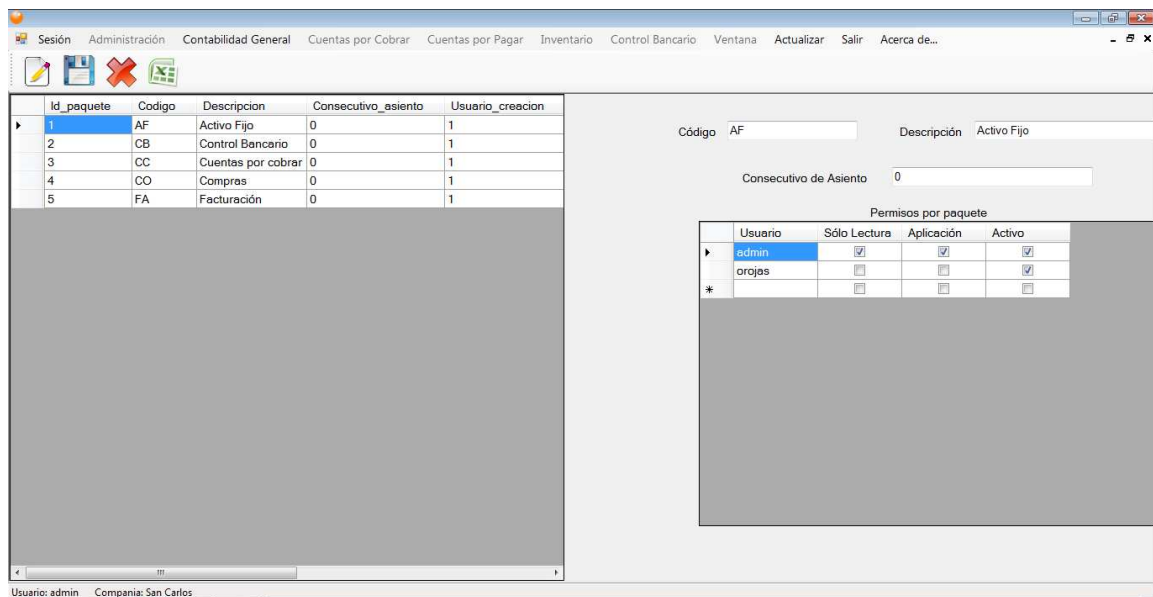 Sesión Administración Contabilidad General Cuentas por Cobrar Cuentas por Pagar Inventario Control Bancario Ventana Actualizar Salir Acerca de...
Id_paquete Codigo Descripcion Consecutivo_asiento Usuario_creacion
1 AF Activo Fijo 0 1
2 CB Control Bancario 0 1
3 CC Cuentas por cobrar 0 1
4 CO Compras 0 1
5 FA Facturación 0 1
Código AF Descripción Activo Fijo
Consecutivo de Asiento 0
Permisos por paquete
Usuario Sólo Lectura Aplicación Activo
admin
orojas
Usuario: admin Compania: San Carlos